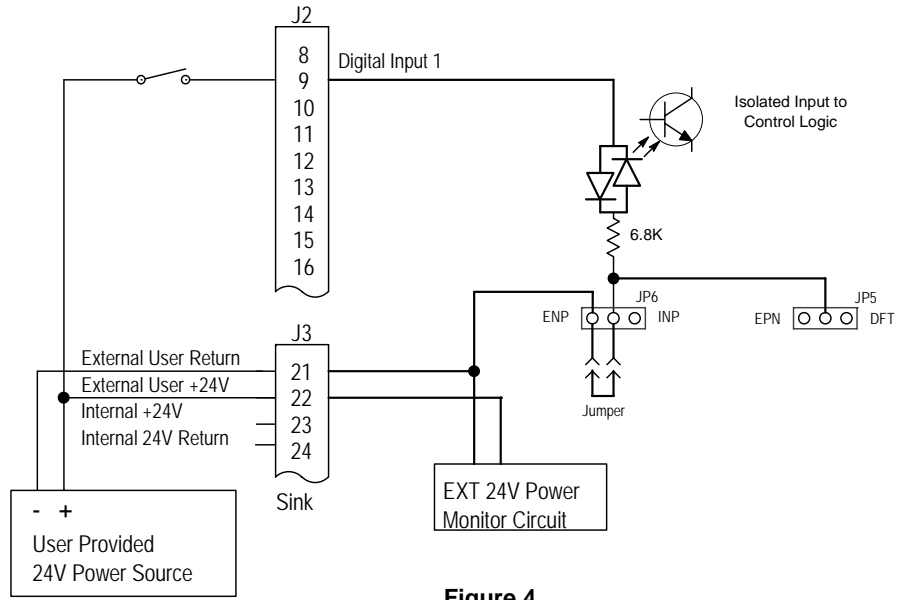 J2
8
9
10
11
12
13
14
15
16
Digital Input 1
Isolated Input to
Control Logic
6.8K
JP6
ENP
INP
JP5
EPN
DFT
Jumper
J3
External User Return
External User +24V
Internal +24V
Internal 24V Return
21
22
23
24
Sink
EXT 24V Power
Monitor Circuit
- +
User Provided
24V Power Source
Figure 4